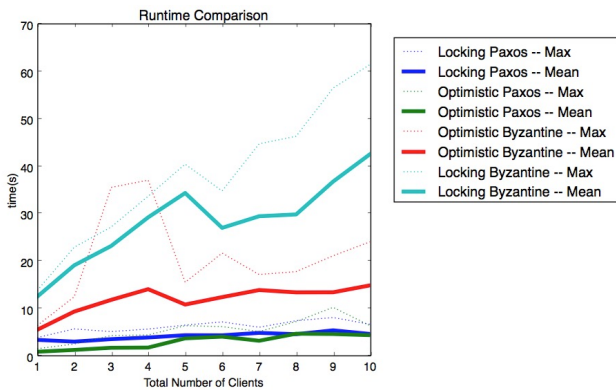 Runtime Comparison
70
60
50
40
30
20
10
0
time(s)
1 2 3 4 5 6 7 8 9 10
Total Number of Clients
Locking Paxos -- Max
Locking Paxos -- Mean
Optimistic Paxos -- Max
Optimistic Paxos -- Mean
Optimistic Byzantine -- Max
Optimistic Byzantine -- Mean
Locking Byzantine -- Max
Locking Byzantine -- Mean